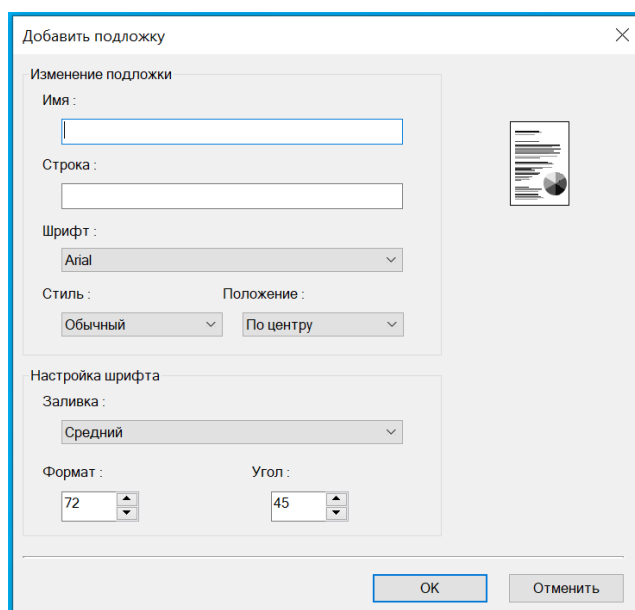 Добавить подложку
Изменение подложки
Имя :
Строка :
Шрифт :
Arial
Стиль : Положение :
Обычный По центру
Настройка шрифта
Заливка :
Средний
Формат : Угол :
72 45
OK Отменить